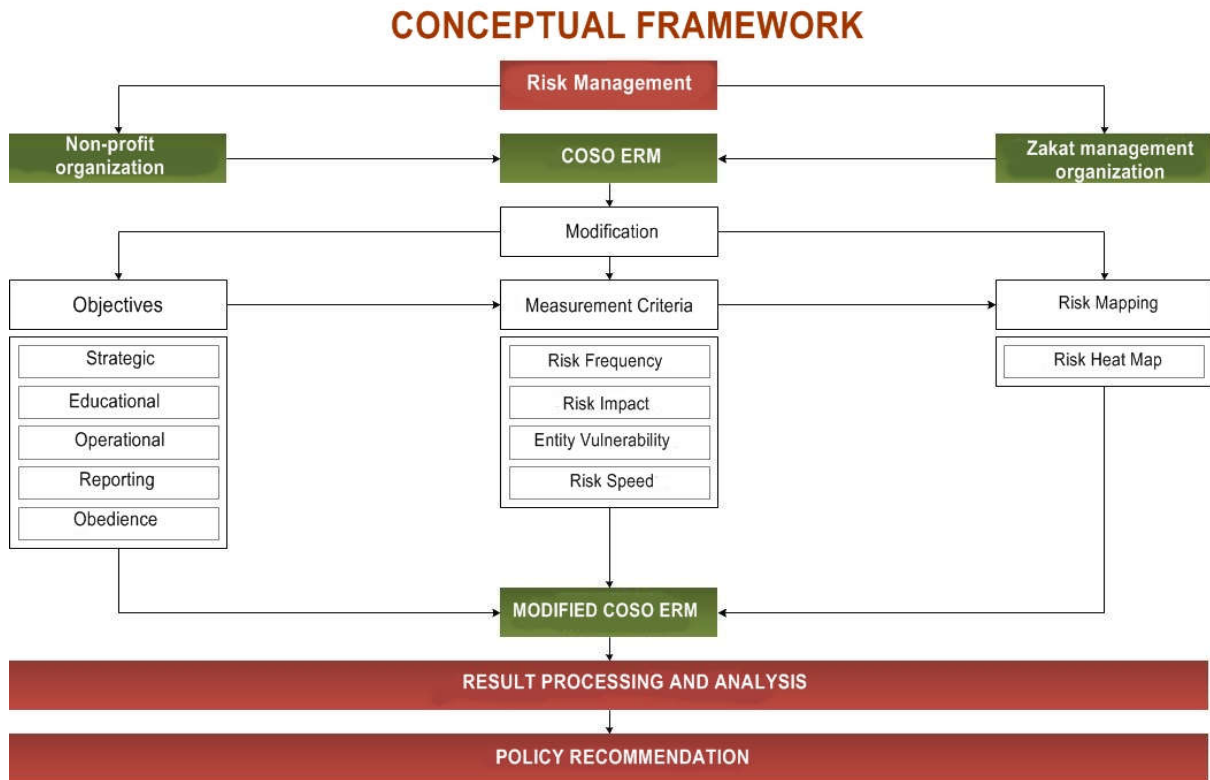 CONCEPTUAL FRAMEWORK
Risk Management
Non-profit
organization
COSO ERM
Zakat management
organization
Modification
Objectives
Measurement Criteria
Risk Mapping
Strategic
Educational
Operational
Reporting
Obedience
Risk Frequency
Risk Impact
Entity Vulnerability
Risk Speed
Risk Heat Map
MODIFIED COSO ERM
RESULT PROCESSING AND ANALYSIS
POLICY RECOMMENDATION